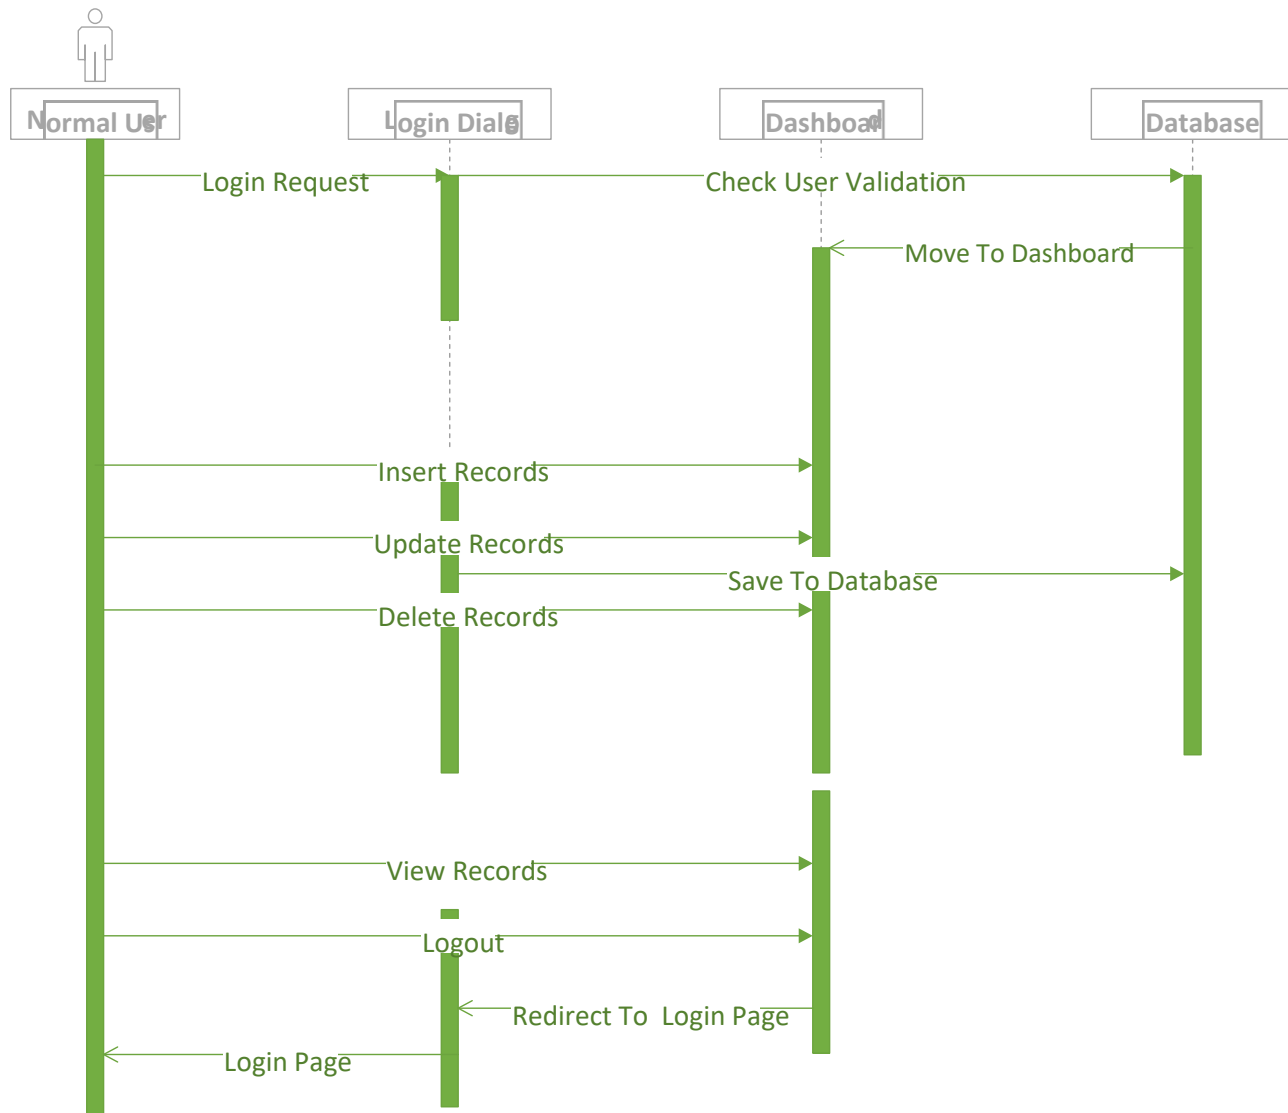 Normal User
Login Dialg
Dashboard
Database
Login Request
Check User Validation
Move To Dashboard
Insert Records
Update Records
Save To Database
Delete Records
View Records
Logout
Redirect To Login Page
Login Page